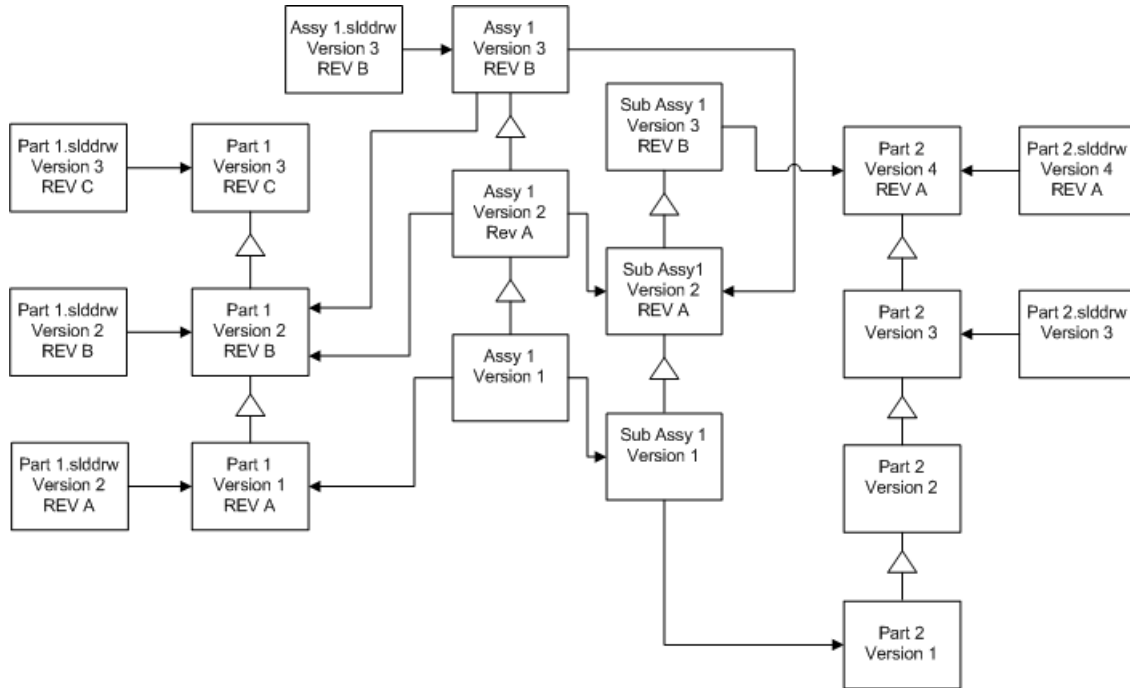 Assy 1.slddrw
Version 3
REV B
Assy 1
Version 3
REV B
Sub Assy 1
Version 3
REV B
Part 1.slddrw
Version 3
REV C
Part 1
Version 3
REV C
Part 2
Version 4
REV A
Part 2.slddrw
Version 4
REV A
Assy 1
Version 2
Rev A
Sub Assy1
Version 2
REV A
Part 1.slddrw
Version 2
REV B
Part 1
Version 2
REV B
Part 2
Version 3
Part 2.slddrw
Version 3
Assy 1
Version 1
Sub Assy 1
Version 1
Part 1.slddrw
Version 2
REV A
Part 1
Version 1
REV A
Part 2
Version 2
Part 2
Version 1